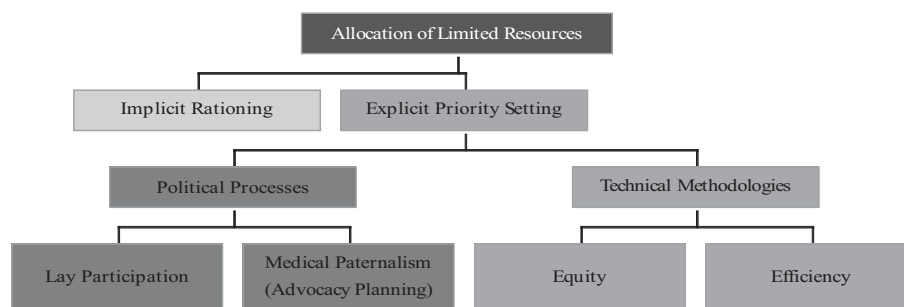 Allocation of Limited Resources
Implicit Rationing
Explicit Priority Setting
Political Processes
Technical Methodologies
Lay Participation
Medical Paternalism
(Advocacy Planning)
Equity
Efficiency